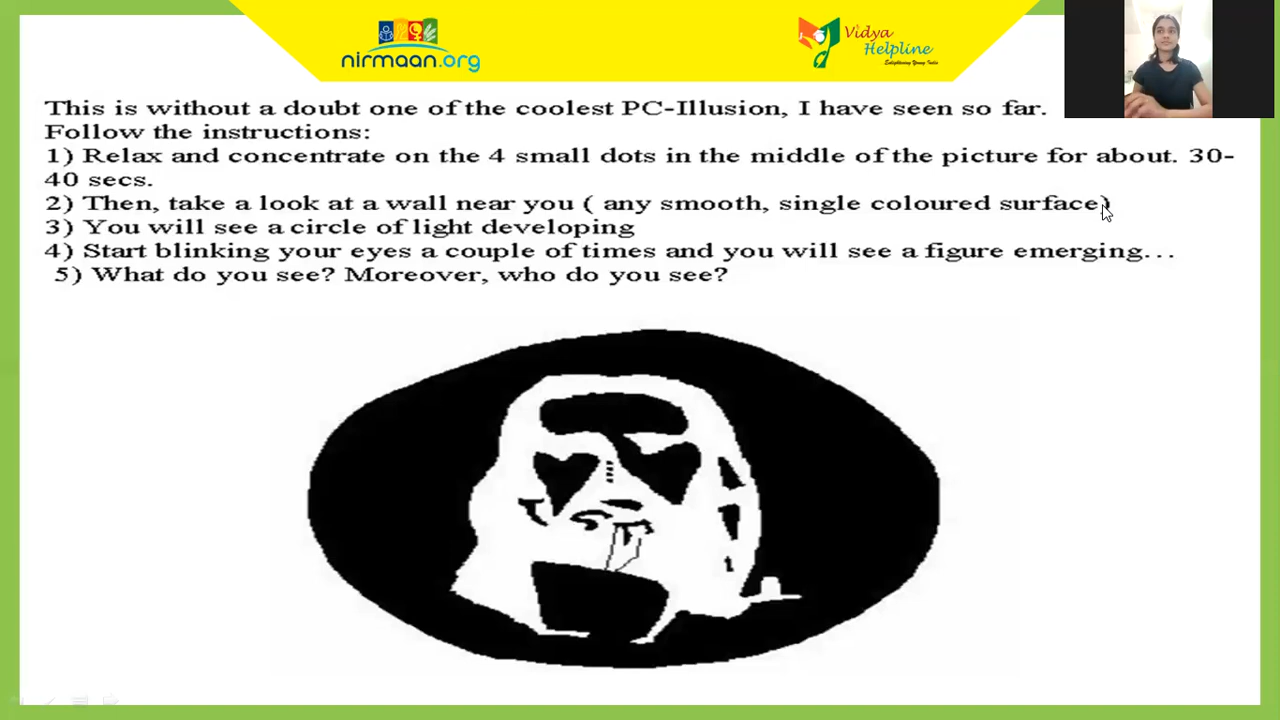 nirmaan.org
Vidya
Helpline
Enlightening Young India
This is without a doubt one of the coolest PC-Illusion, I have seen so far.
Follow the instructions:
1) Relax and concentrate on the 4 small dots in the middle of the picture for about. 30-
40 secs.
2) Then, take a look at a wall near you ( any smooth, single coloured surface)
3) You will see a circle of light developing
4) Start blinking your eyes a couple of times and you will see a figure emerging...
5) What do you see? Moreover, who do you see?